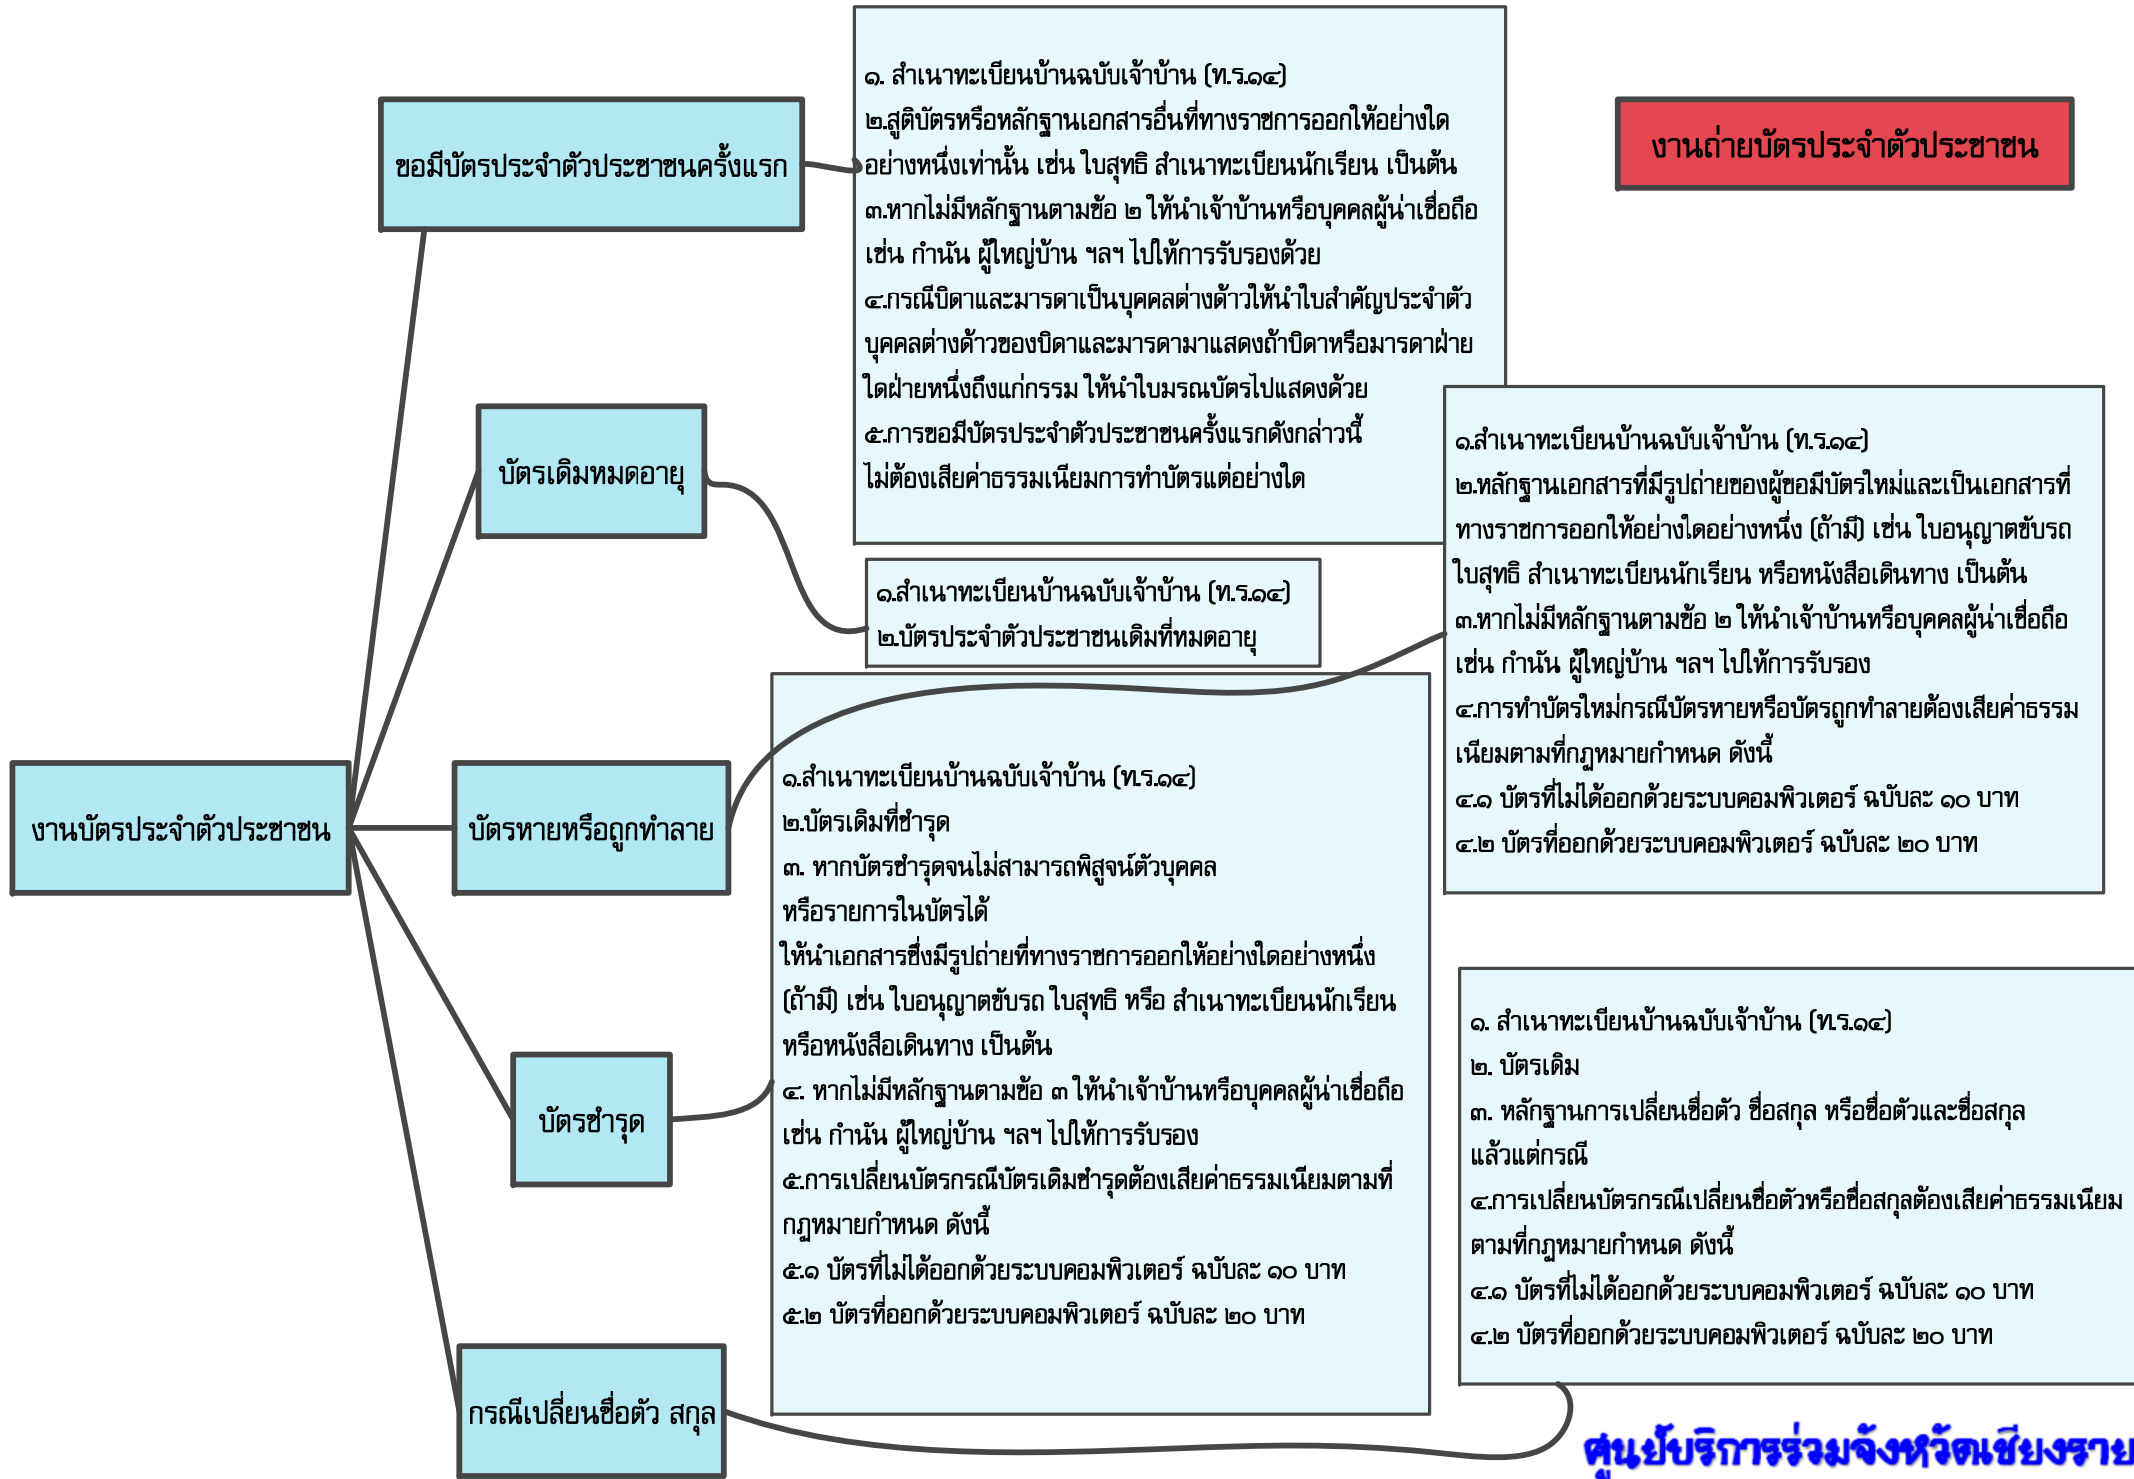 งานถ่ายบัตรประจำตัวประชาชน
งานบัตรประจำตัวประชาชน
ขอมีบัตรประจำตัวประชาชนครั้งแรก
๑. สำเนาทะเบียนบ้านฉบับเจ้าบ้าน (ท.ร.๑๔)
๒.สูติบัตรหรือหลักฐานเอกสารอื่นที่ทางราชการออกให้อย่างใด
อย่างหนึ่งเท่านั้น เช่น ใบสุทธิ สำเนาทะเบียนนักเรียน เป็นต้น
๓.หากไม่มีหลักฐานตามข้อ ๒ ให้นำเจ้าบ้านหรือบุคคลผู้น่าเชื่อถือ
เช่น กำนัน ผู้ใหญ่บ้าน ฯลฯ ไปให้การรับรองด้วย
๔.กรณีบิดาและมารดาเป็นบุคคลต่างด้าวให้นำใบสำคัญประจำตัว
บุคคลต่างด้าวของบิดาและมารดามาแสดงถ้าบิดาหรือมารดาฝ่าย
ใดฝ่ายหนึ่งถึงแก่กรรม ให้นำใบมรณบัตรไปแสดงด้วย
๕.การขอมีบัตรประจำตัวประชาชนครั้งแรกดังกล่าวนี้
ไม่ต้องเสียค่าธรรมเนียมการทำบัตรแต่อย่างใด
บัตรเดิมหมดอายุ
๑.สำเนาทะเบียนบ้านฉบับเจ้าบ้าน (ท.ร.๑๔)
๒.บัตรประจำตัวประชาชนเดิมที่หมดอายุ
บัตรหายหรือถูกทำลาย
๑.สำเนาทะเบียนบ้านฉบับเจ้าบ้าน (ท.ร.๑๔)
๒.หลักฐานเอกสารที่มีรูปถ่ายของผู้ขอมีบัตรใหม่และเป็นเอกสารที่
ทางราชการออกให้อย่างใดอย่างหนึ่ง (ถ้ามี) เช่น ใบอนุญาตขับรถ
ใบสุทธิ สำเนาทะเบียนนักเรียน หรือหนังสือเดินทาง เป็นต้น
๓.หากไม่มีหลักฐานตามข้อ ๒ ให้นำเจ้าบ้านหรือบุคคลผู้น่าเชื่อถือ
เช่น กำนัน ผู้ใหญ่บ้าน ฯลฯ ไปให้การรับรอง
๔.การทำบัตรใหม่กรณีบัตรหายหรือบัตรถูกทำลายต้องเสียค่าธรรม
เนียมตามที่กฎหมายกำหนด ดังนี้
๔.๑ บัตรที่ไม่ได้ออกด้วยระบบคอมพิวเตอร์ ฉบับละ ๑๐ บาท
๔.๒ บัตรที่ออกด้วยระบบคอมพิวเตอร์ ฉบับละ ๒๐ บาท
บัตรชำรุด
๑.สำเนาทะเบียนบ้านฉบับเจ้าบ้าน (ท.ร.๑๔)
๒.บัตรเดิมที่ชำรุด
๓. หากบัตรชำรุดจนไม่สามารถพิสูจน์ตัวบุคคล
หรือรายการในบัตรได้
ให้นำเอกสารซึ่งมีรูปถ่ายที่ทางราชการออกให้อย่างใดอย่างหนึ่ง
(ถ้ามี) เช่น ใบอนุญาตขับรถ ใบสุทธิ หรือ สำเนาทะเบียนนักเรียน
หรือหนังสือเดินทาง เป็นต้น
๔. หากไม่มีหลักฐานตามข้อ ๓ ให้นำเจ้าบ้านหรือบุคคลผู้น่าเชื่อถือ
เช่น กำนัน ผู้ใหญ่บ้าน ฯลฯ ไปให้การรับรอง
๕.การเปลี่ยนบัตรกรณีบัตรเดิมชำรุดต้องเสียค่าธรรมเนียมตามที่
กฎหมายกำหนด ดังนี้
๕.๑ บัตรที่ไม่ได้ออกด้วยระบบคอมพิวเตอร์ ฉบับละ ๑๐ บาท
๕.๒ บัตรที่ออกด้วยระบบคอมพิวเตอร์ ฉบับละ ๒๐ บาท
กรณีเปลี่ยนชื่อตัว สกุล
๑. สำเนาทะเบียนบ้านฉบับเจ้าบ้าน (ท.ร.๑๔)
๒. บัตรเดิม
๓. หลักฐานการเปลี่ยนชื่อตัว ชื่อสกุล หรือชื่อตัวและชื่อสกุล
แล้วแต่กรณี
๔.การเปลี่ยนบัตรกรณีเปลี่ยนชื่อตัวหรือชื่อสกุลต้องเสียค่าธรรมเนียม
ตามที่กฎหมายกำหนด ดังนี้
๔.๑ บัตรที่ไม่ได้ออกด้วยระบบคอมพิวเตอร์ ฉบับละ ๑๐ บาท
๔.๒ บัตรที่ออกด้วยระบบคอมพิวเตอร์ ฉบับละ ๒๐ บาท
ศูนย์บริการร่วมจังหวัดเชียงราย